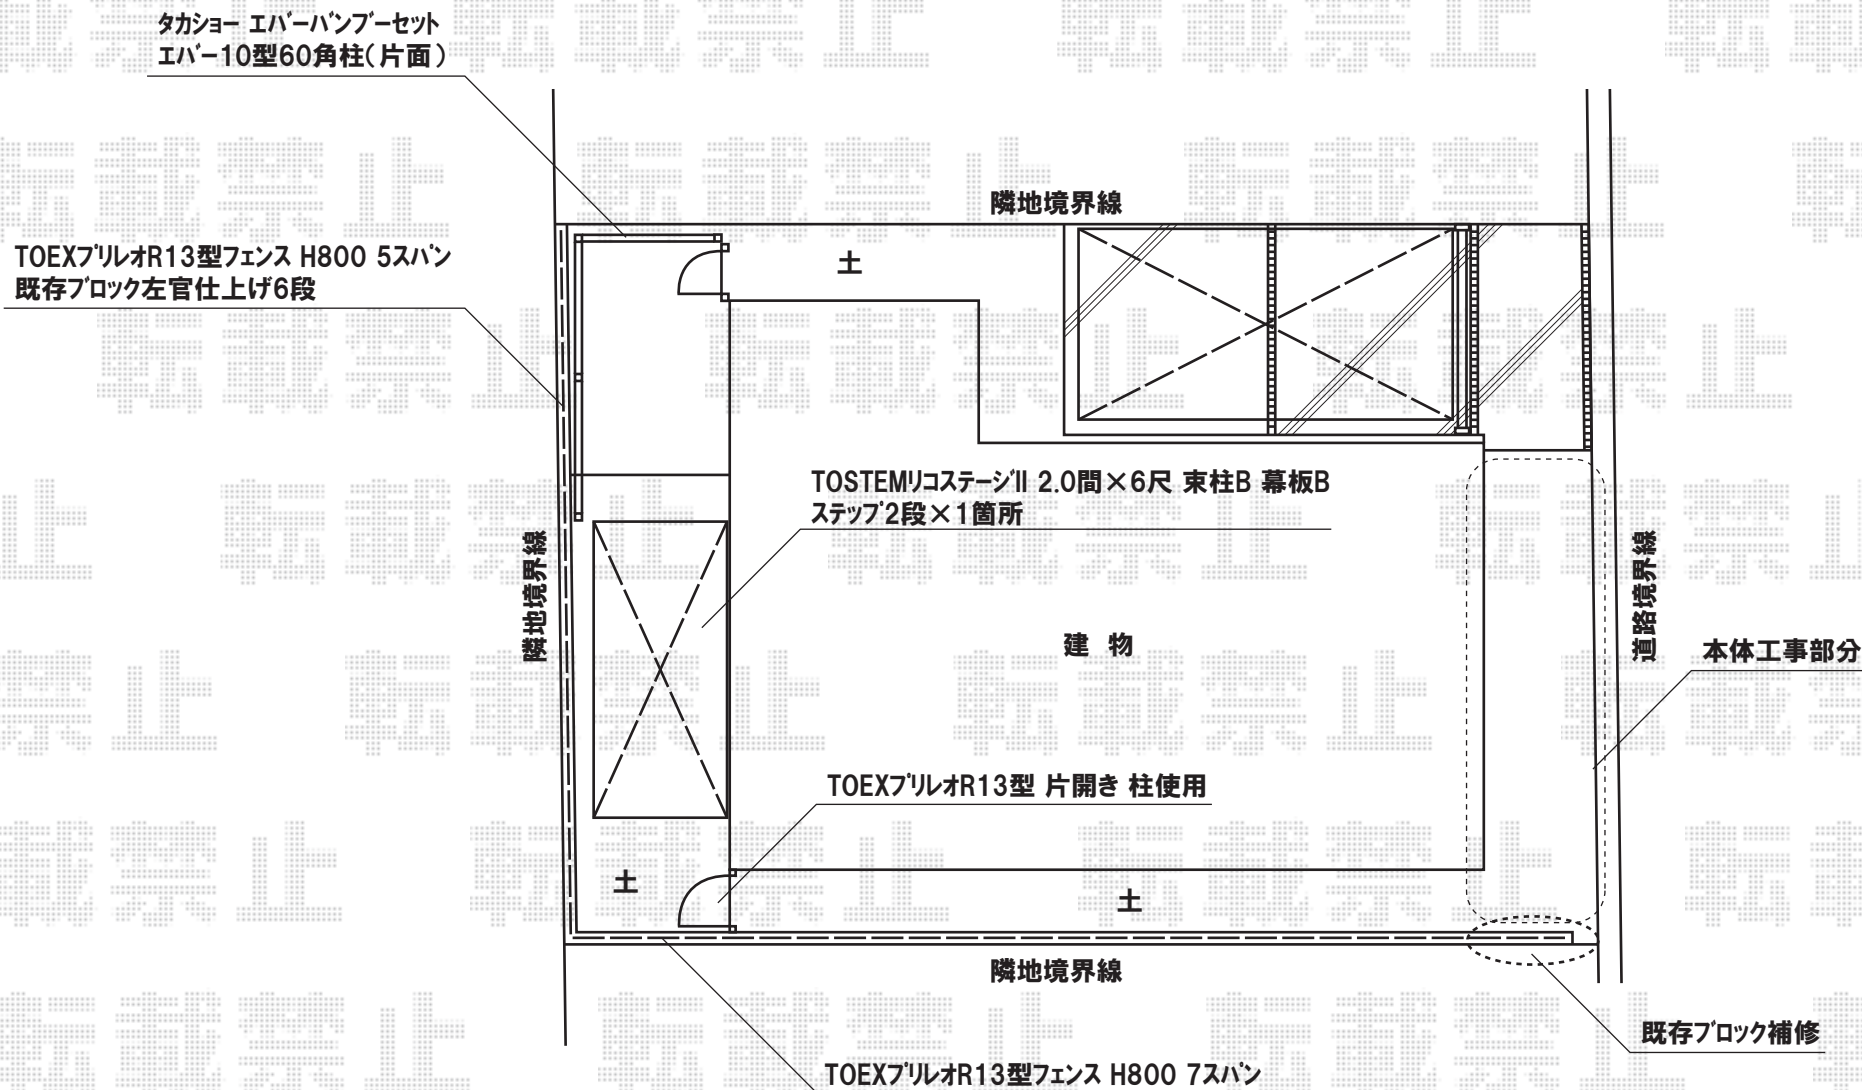 タカショー エバーバンブーセット
エバー10型60角柱(片面)
隣地境界線
TOEXプリレオR13型フェンス H800 5スパン
既存ブロック左官仕上げ6段
土
TOSTEMリコステージII 2.0間×6尺 束柱B 幕板B
ステップ2段×1箇所
隣地境界線
道路境界線
建 物
本体工事部分
TOEXプリレオR13型 片開き 柱使用
土
土
隣地境界線
既存ブロック補修
TOEXプリレオR13型フェンス H800 7スパン
転載禁止